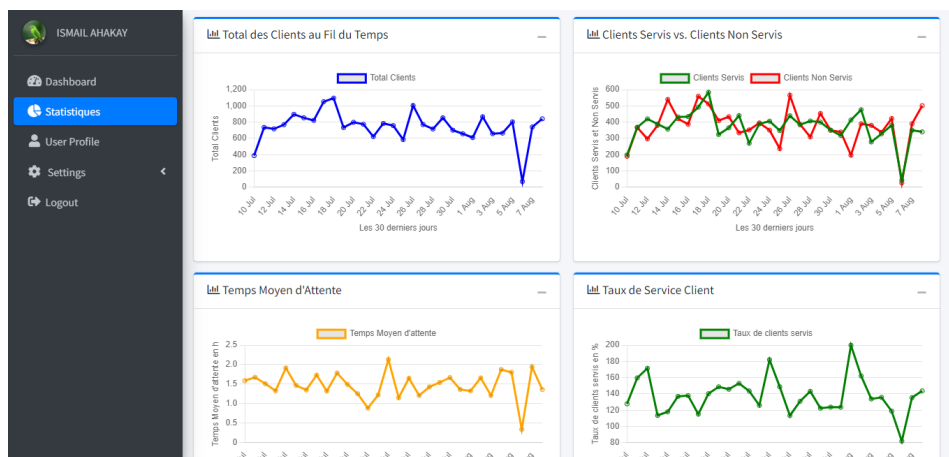 ISMAIL AHAKAY
Dashboard
Statistiques
User Profile
Settings
Logout
Total des Clients au Fil du Temps
Total Clients
1,200
1,000
800
600
400
200
0
Total Clients
10 Jul
12 Jul
14 Jul
16 Jul
18 Jul
20 Jul
22 Jul
24 Jul
26 Jul
28 Jul
30 Jul
1 Aug
3 Aug
5 Aug
7 Aug
Les 30 derniers jours
Clients Servis vs. Clients Non Servis
Clients Servis Clients Non Servis
600
500
400
300
200
100
0
Clients Servis et Non Servis
10 Jul
12 Jul
14 Jul
16 Jul
18 Jul
20 Jul
22 Jul
24 Jul
26 Jul
28 Jul
30 Jul
1 Aug
3 Aug
5 Aug
7 Aug
Les 30 derniers jours
Temps Moyen d'Attente
Temps Moyen d'attente
2.5
2.0
1.5
1.0
0.5
0
Temps Moyen d'attente en h
Taux de Service Client
Taux de clients servis
200
180
160
140
120
100
80
Taux de clients servis en %